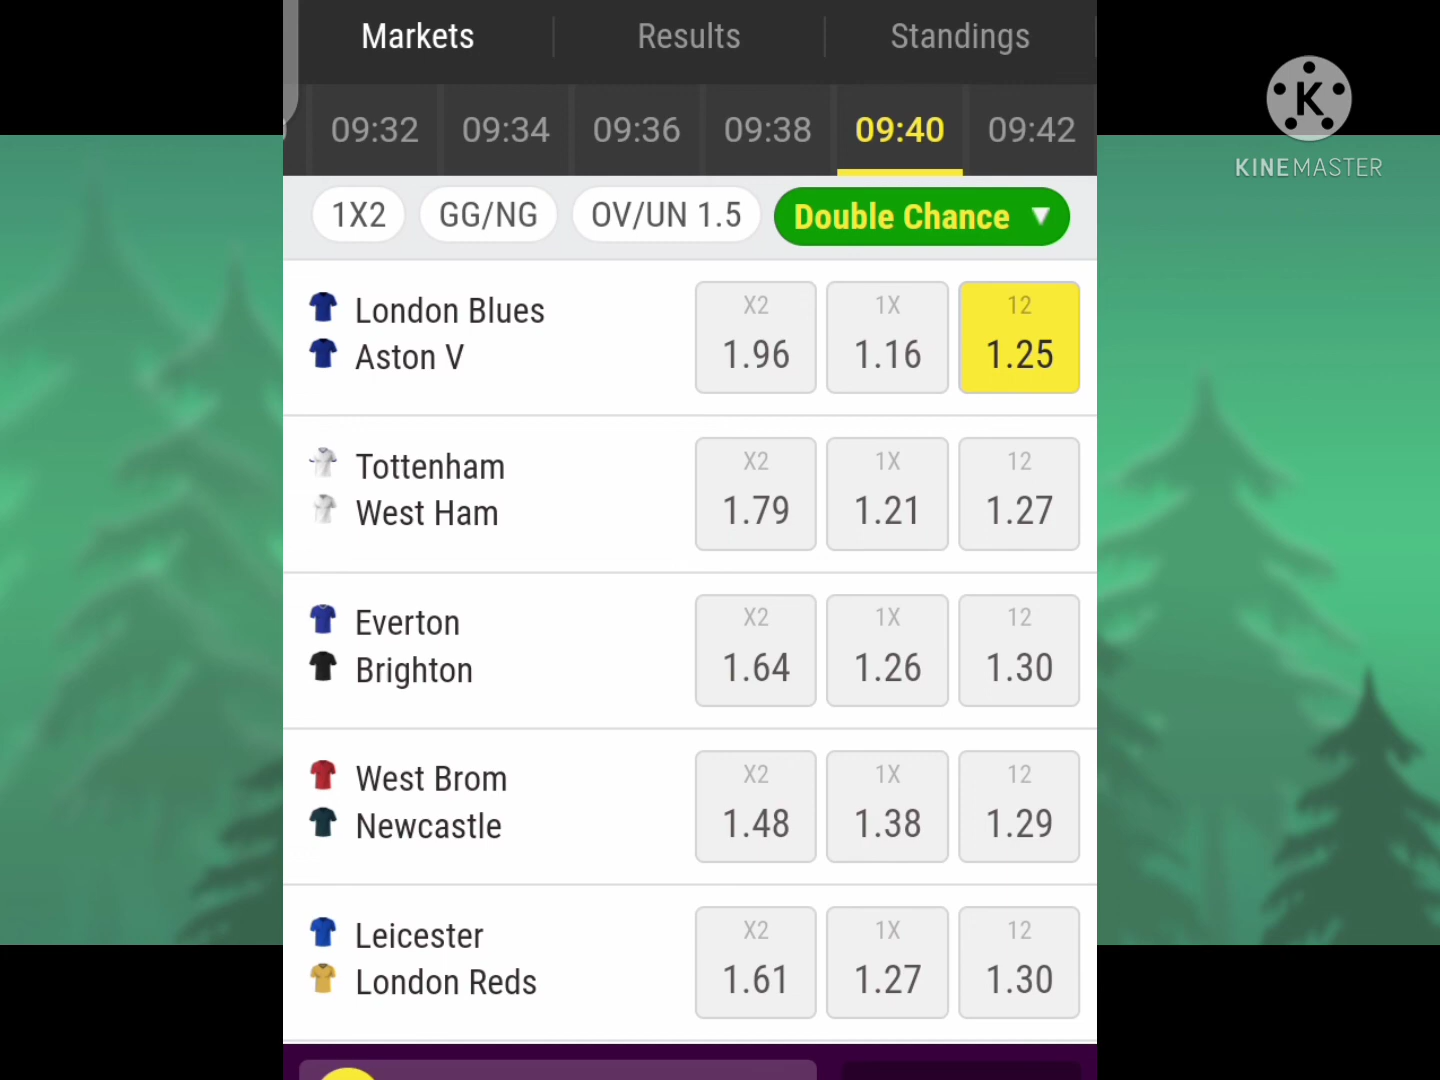 Markets Results Standings
09:32 09:34 09:36 09:38 09:40 09:42
1X2 GG/NG OV/UN 1.5 Double Chance
London Blues
Aston V
X2 1X 12
1.96 1.16 1.25
Tottenham
West Ham
X2 1X 12
1.79 1.21 1.27
Everton
Brighton
X2 1X 12
1.64 1.26 1.30
West Brom
Newcastle
X2 1X 12
1.48 1.38 1.29
Leicester
London Reds
X2 1X 12
1.61 1.27 1.30
K
KINEMASTER